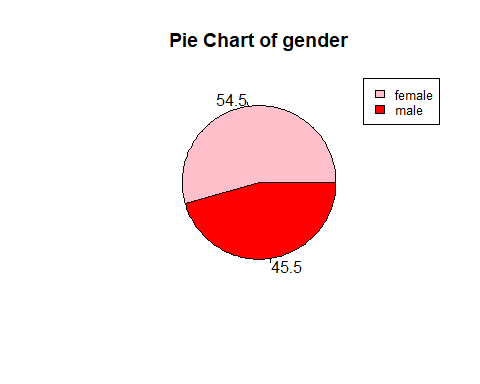 Pie Chart of gender
54.5
female
male
45.5